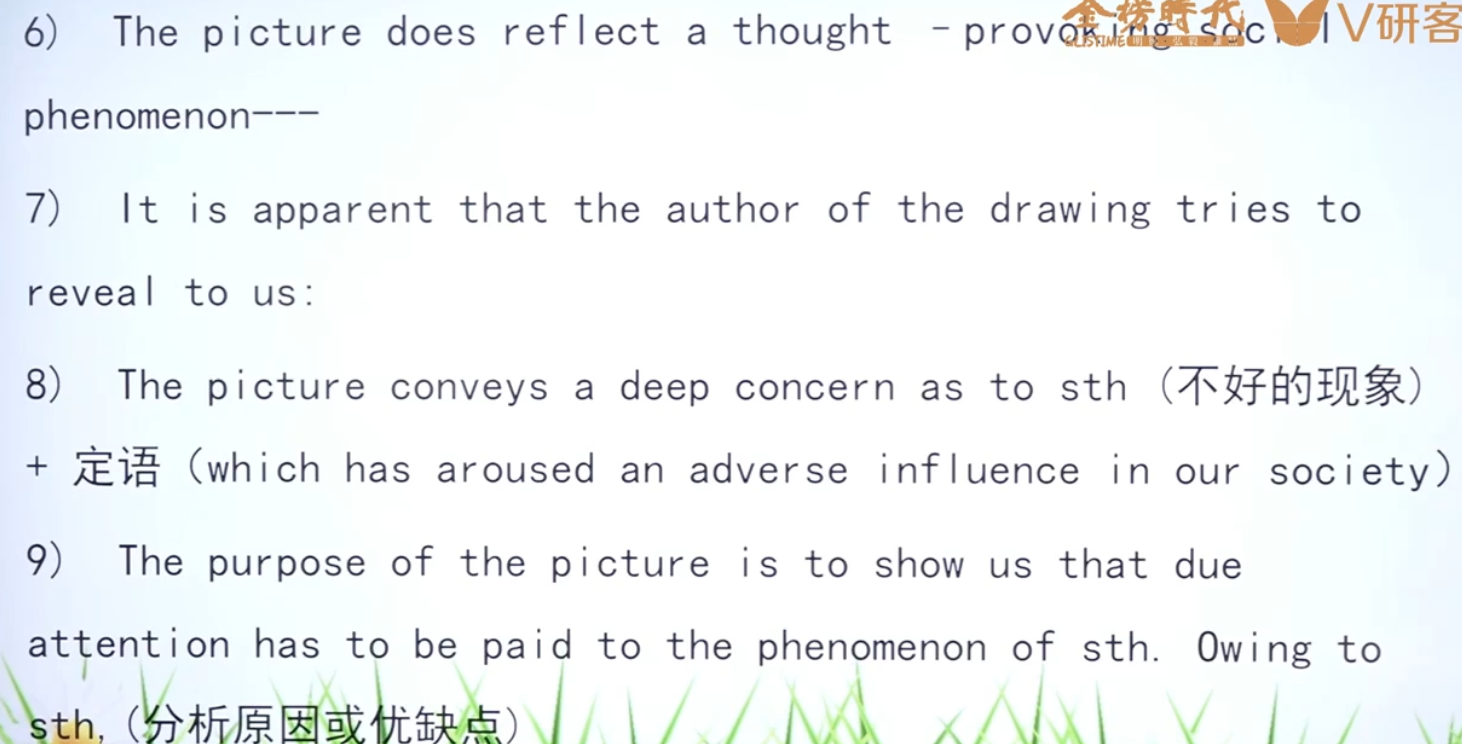 6) The picture does reflect a thought -provoking social
phenomenon---
7) It is apparent that the author of the drawing tries to
reveal to us:
8) The picture conveys a deep concern as to sth (不好的现象)
+ 定语 (which has aroused an adverse influence in our society)
9) The purpose of the picture is to show us that due
attention has to be paid to the phenomenon of sth. Owing to
sth, (分析原因或优缺点)
金榜時代
V研客